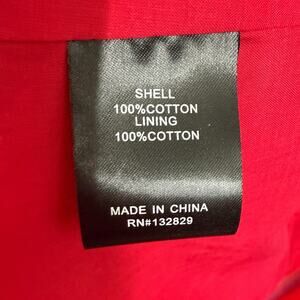 SHELL
100%COTTON
LINING
100%COTTON
MADE IN CHINA
RN#132829